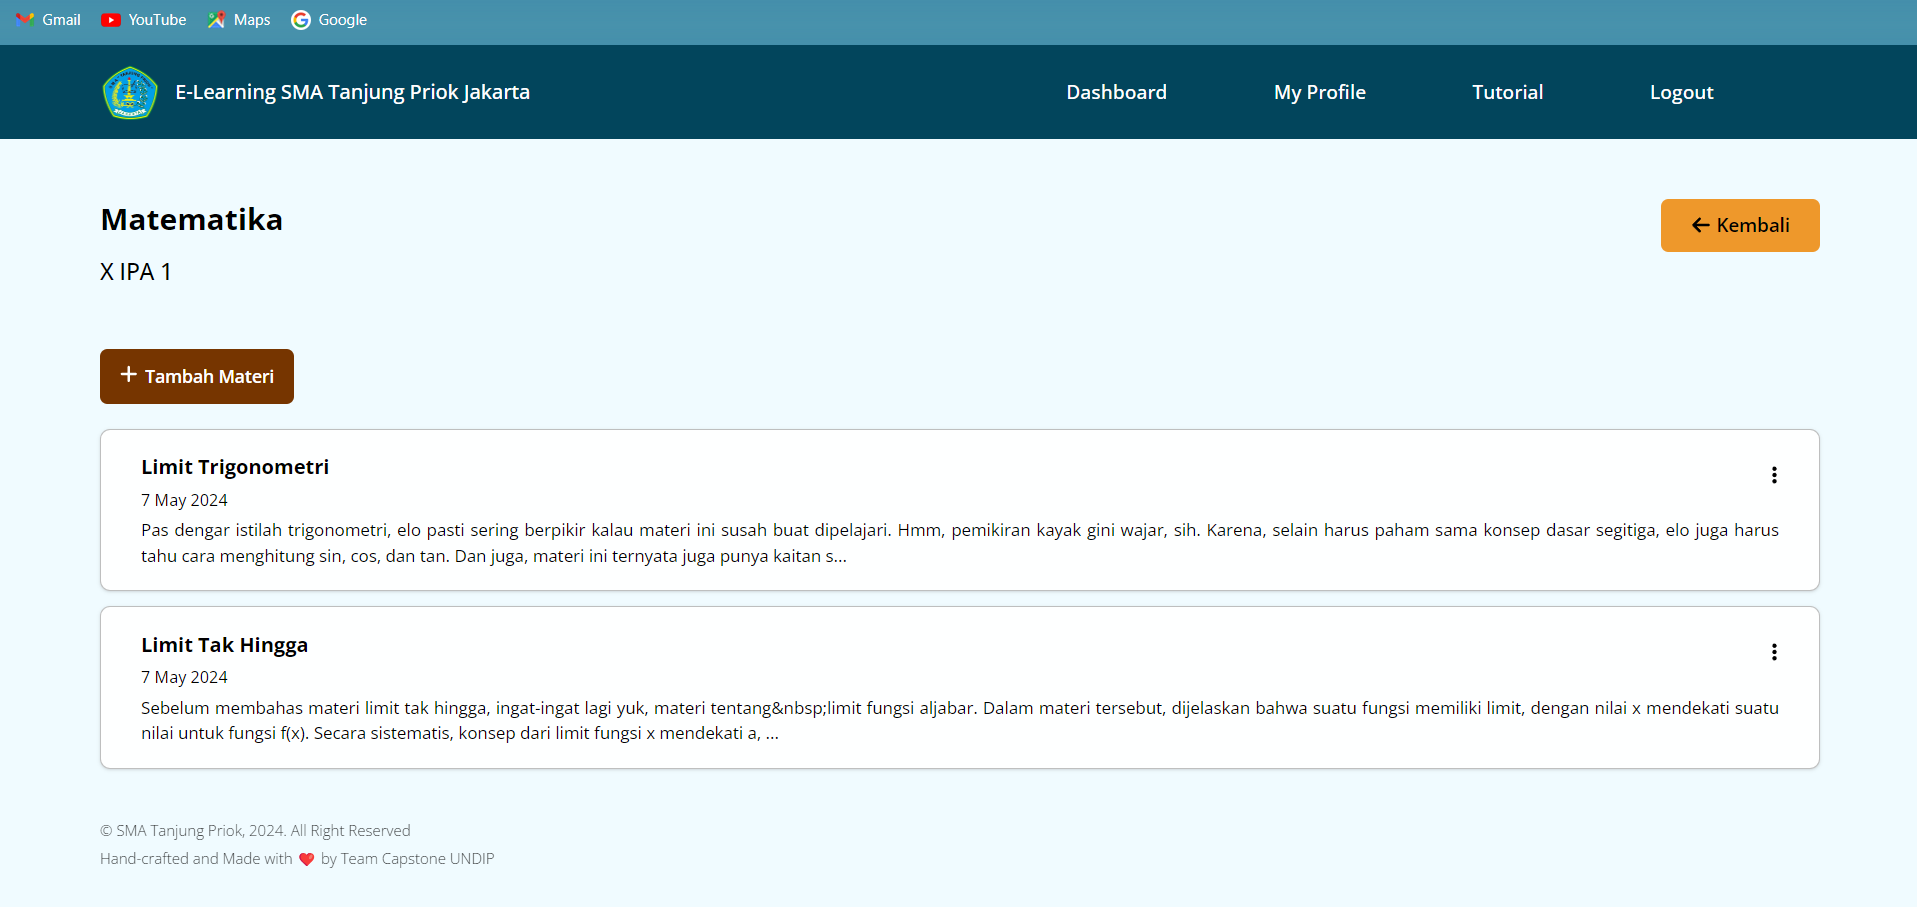 Gmail YouTube Maps Google
E-Learning SMA Tanjung Priok Jakarta Dashboard My Profile Tutorial Logout
Matematika
Kembali
X IPA 1
Tambah Materi
Limit Trigonometri
7 May 2024
Pas dengar istilah trigonometri, elo pasti sering berpikir kalau materi ini susah buat dipelajari. Hmm, pemikiran kayak gini wajar, sih. Karena, selain harus paham sama konsep dasar segitiga, elo juga harus
tahu cara menghitung sin, cos, dan tan. Dan juga, materi ini ternyata juga punya kaitan s...
Limit Tak Hingga
7 May 2024
Sebelum membahas materi limit tak hingga, ingat-ingat lagi yuk, materi tentang&nbsp;limit fungsi aljabar. Dalam materi tersebut, dijelaskan bahwa suatu fungsi memiliki limit, dengan nilai x mendekati suatu
nilai untuk fungsi f(x). Secara sistematis, konsep dari limit fungsi x mendekati a, ...
© SMA Tanjung Priok, 2024. All Right Reserved
Hand-crafted and Made with ❤️ by Team Capstone UNDIP